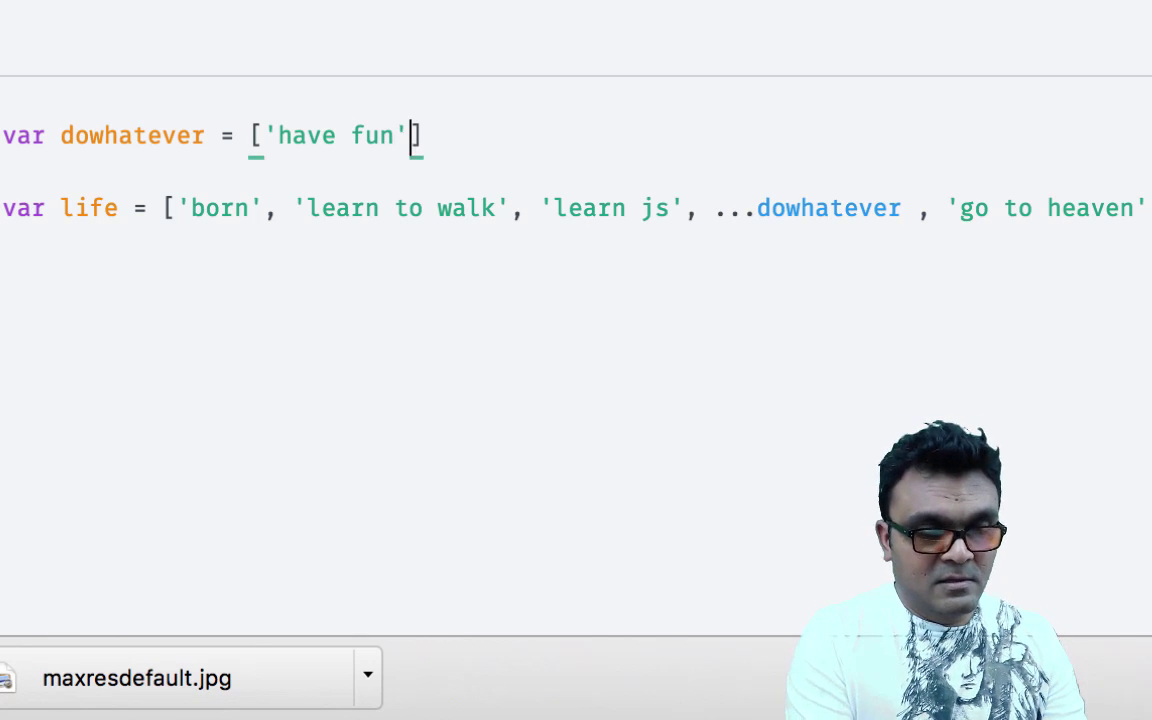 var dowhatever = ['have fun']
var life = ['born', 'learn to walk', 'learn js', ...dowhatever , 'go to heaven'
maxresdefault.jpg